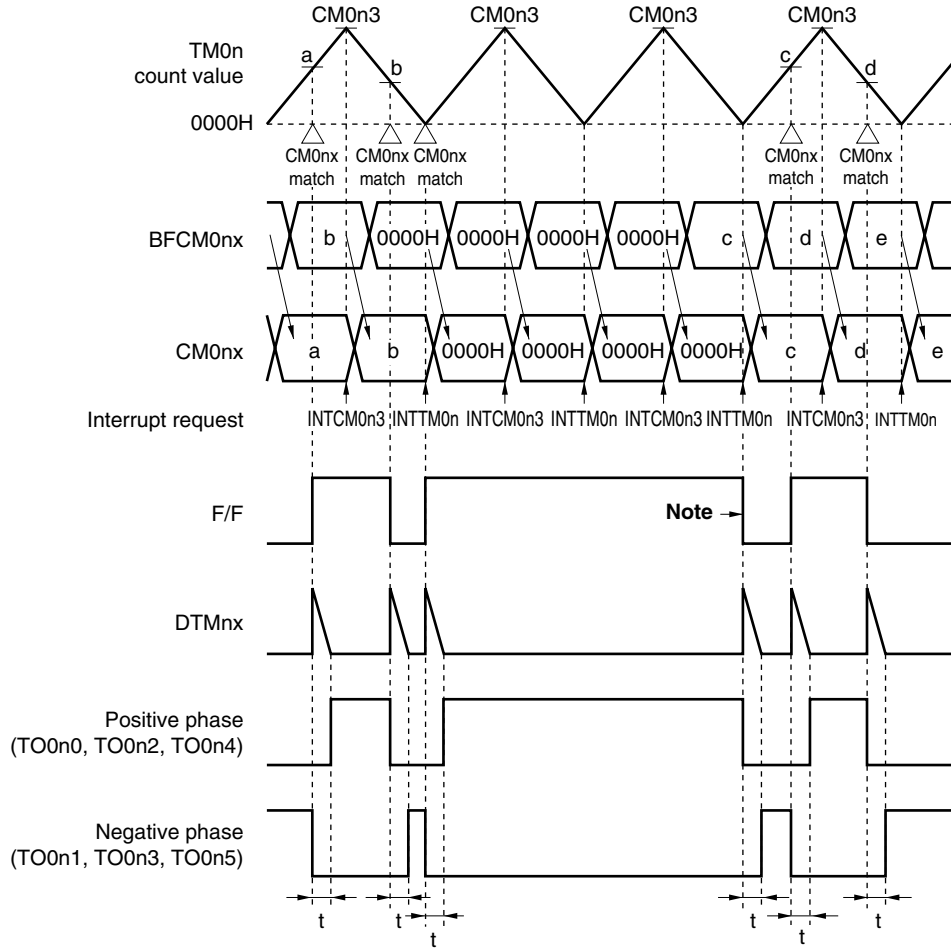 CM0n3 CM0n3 CM0n3 CM0n3
TM0n
count value
a b c d
0000H
CM0nx CM0nx CM0nx CM0nx CM0nx
match match match match match
BFCM0nx b 0000H 0000H 0000H 0000H c d e
CM0nx a b 0000H 0000H 0000H 0000H c d e
Interrupt request INTCM0n3 INTTM0n INTCM0n3 INTTM0n INTCM0n3 INTTM0n INTCM0n3 INTTM0n
F/F Note
DTMnx
Positive phase
(TO0n0, TO0n2, TO0n4)
Negative phase
(TO0n1, TO0n3, TO0n5)
t t t t t t